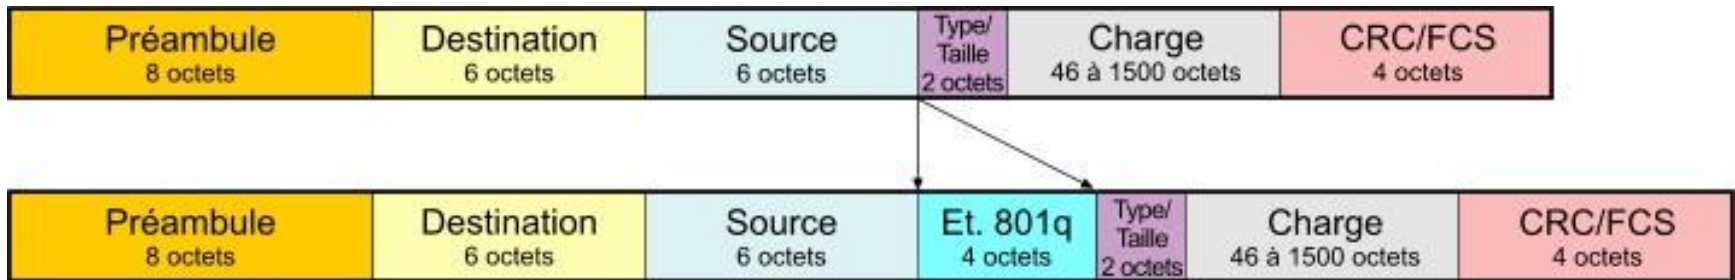 Préambule
8 octets
Destination
6 octets
Source
6 octets
Type/
Taille
2 octets
Charge
46 à 1500 octets
CRC/FCS
4 octets
Préambule
8 octets
Destination
6 octets
Source
6 octets
Et. 801q
4 octets
Type/
Taille
2 octets
Charge
46 à 1500 octets
CRC/FCS
4 octets